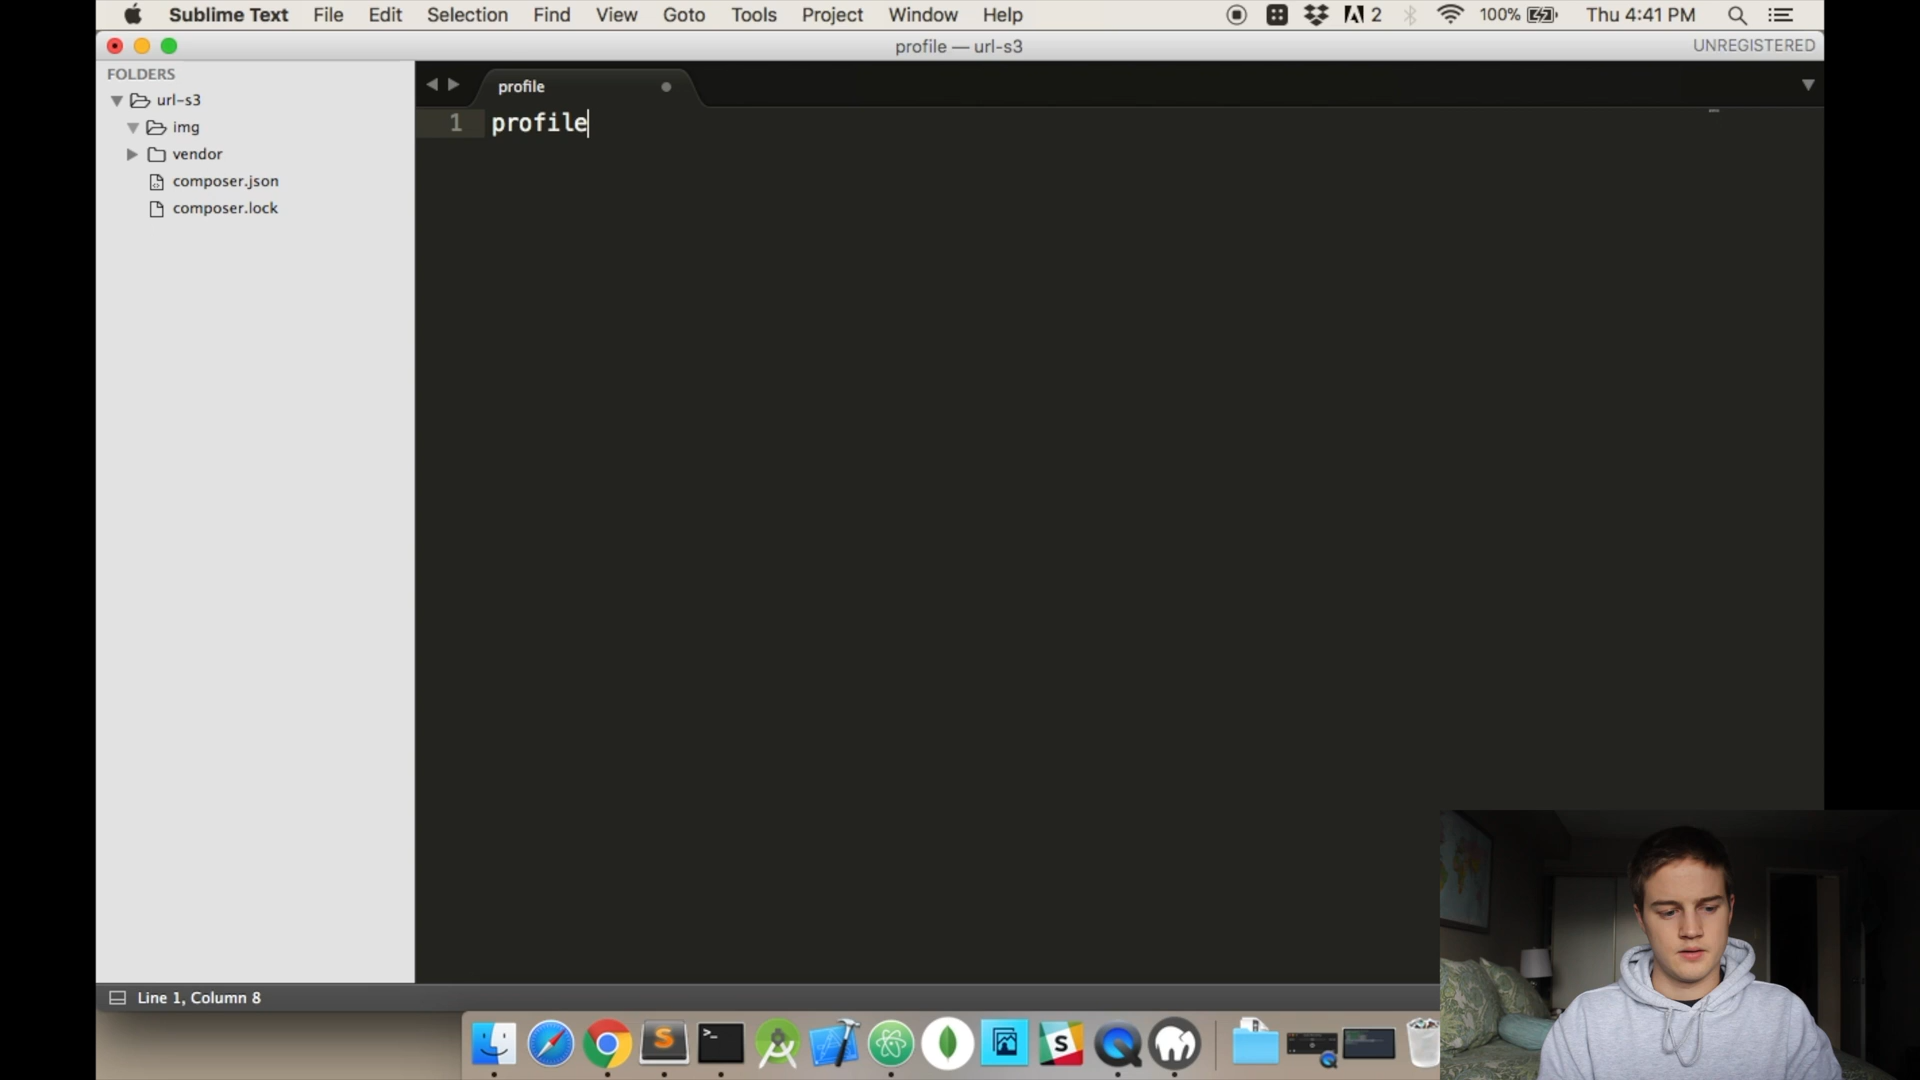 Sublime Text File Edit Selection Find View Goto Tools Project Window Help 2 100% Thu 4:41 PM
profile — url-s3 UNREGISTERED
FOLDERS
url-s3
img
vendor
composer.json
composer.lock
profile
1 profile
Line 1, Column 8